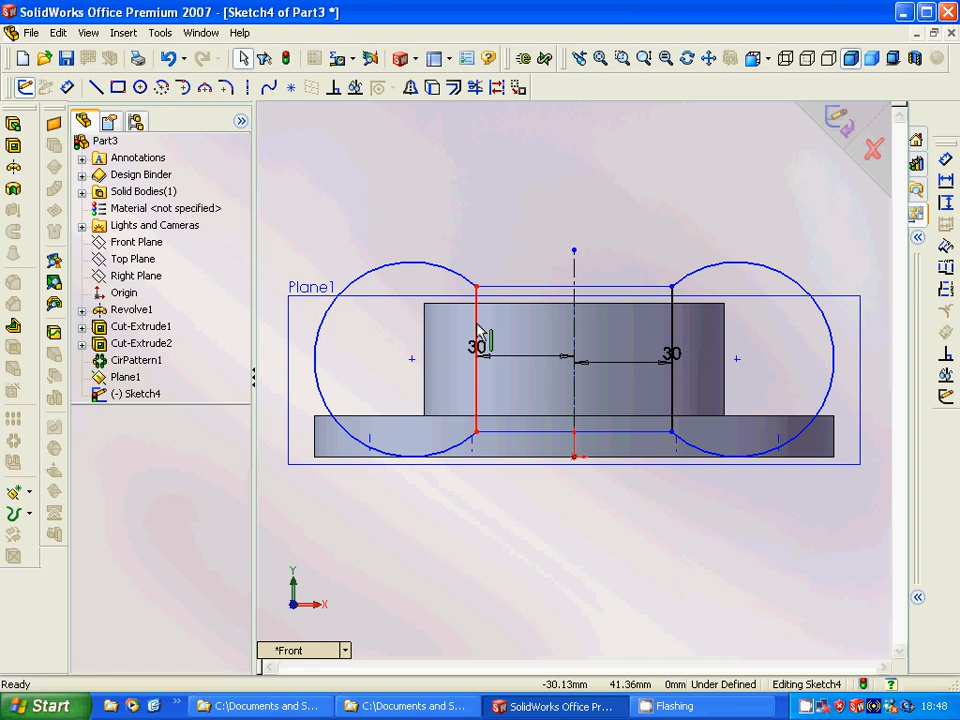 SolidWorks Office Premium 2007 - [Sketch4 of Part3 *]
File Edit View Insert Tools Window Help
Part3
Annotations
Design Binder
Solid Bodies(1)
Material <not specified>
Lights and Cameras
Front Plane
Top Plane
Right Plane
Origin
Revolve1
Cut-Extrude1
Cut-Extrude2
CirPattern1
Plane1
(-) Sketch4
Plane1
30
30
Y
X
*Front
Ready
-30.13mm 41.36mm 0mm Under Defined Editing Sketch4
Start
C:\Documents and S...
C:\Documents and S...
SolidWorks Office Pr...
Flashing
18:48